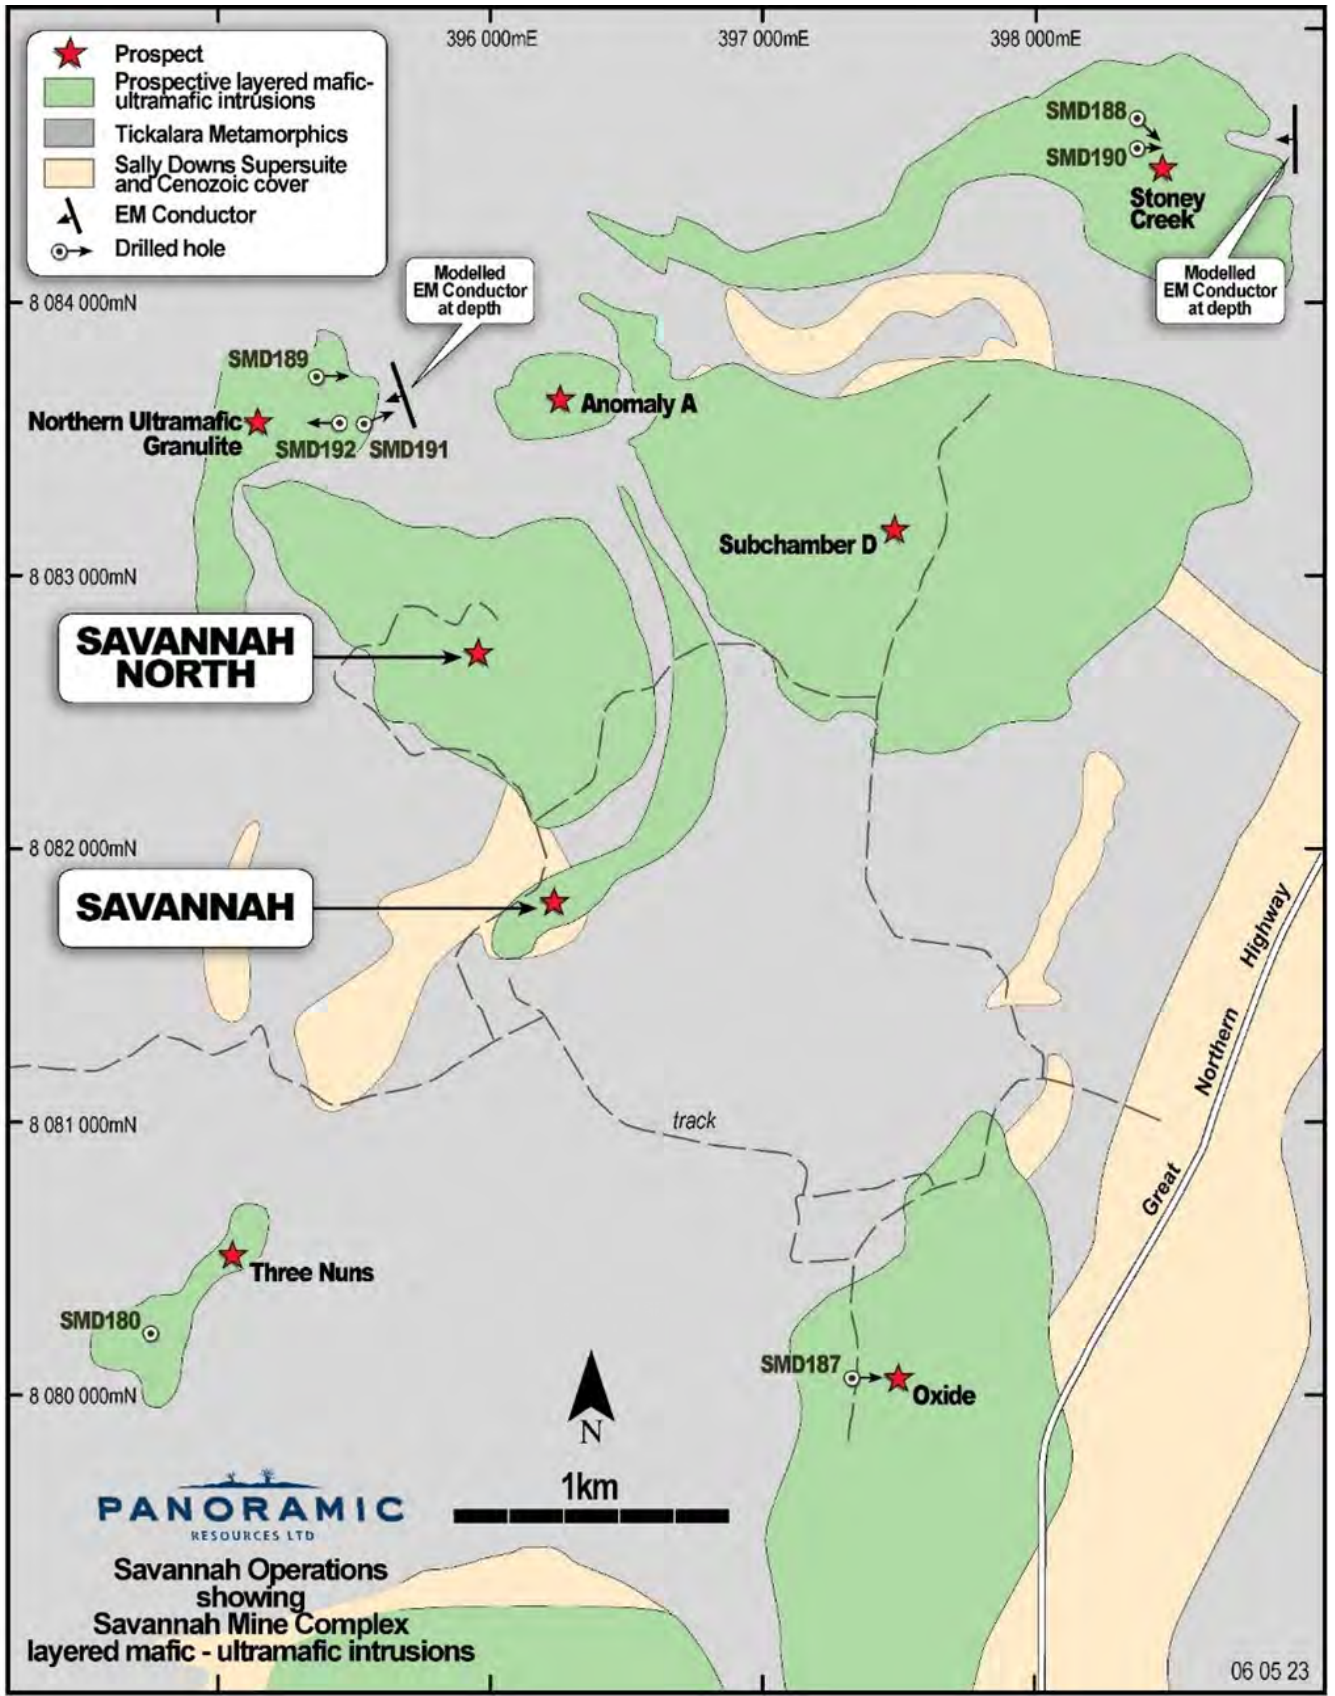 396 000mE
397 000mE
398 000mE
Prospect
Prospective layered mafic-
ultramafic intrusions
Tickalara Metamorphics
Sally Downs Supersuite
and Cenozoic cover
EM Conductor
Drilled hole
SMD188
SMD190
Stoney
Creek
Modelled
EM Conductor
at depth
Modelled
EM Conductor
at depth
8 084 000mN
SMD189
Northern Ultramafic
Granulite
SMD192
SMD191
Anomaly A
Subchamber D
8 083 000mN
SAVANNAH
NORTH
8 082 000mN
SAVANNAH
Great Northern Highway
track
8 081 000mN
Three Nuns
SMD180
SMD187
Oxide
8 080 000mN
N
1km
PANORAMIC
RESOURCES LTD
Savannah Operations
showing
Savannah Mine Complex
layered mafic - ultramafic intrusions
06 05 23